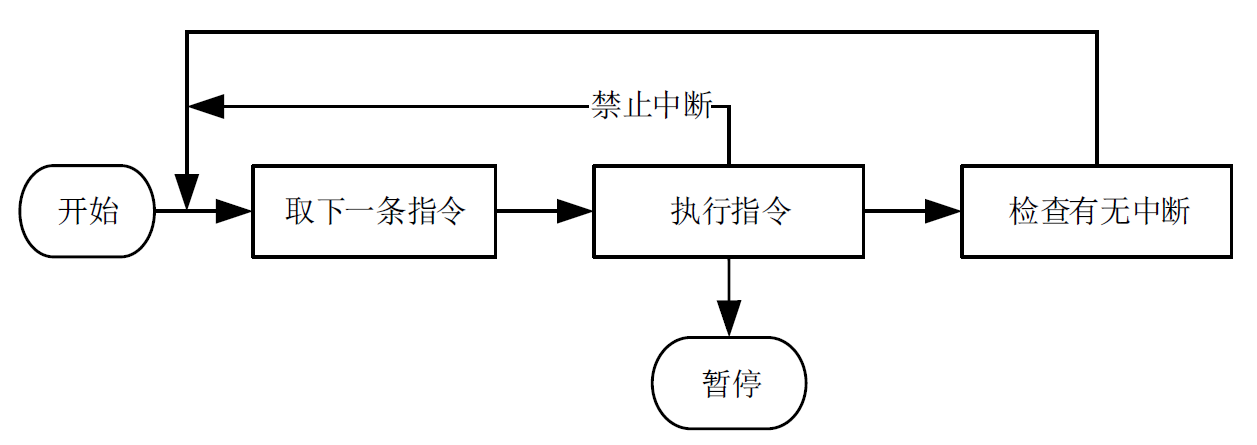 禁止中断
开始
取下一条指令
执行指令
检查有无中断
暂停